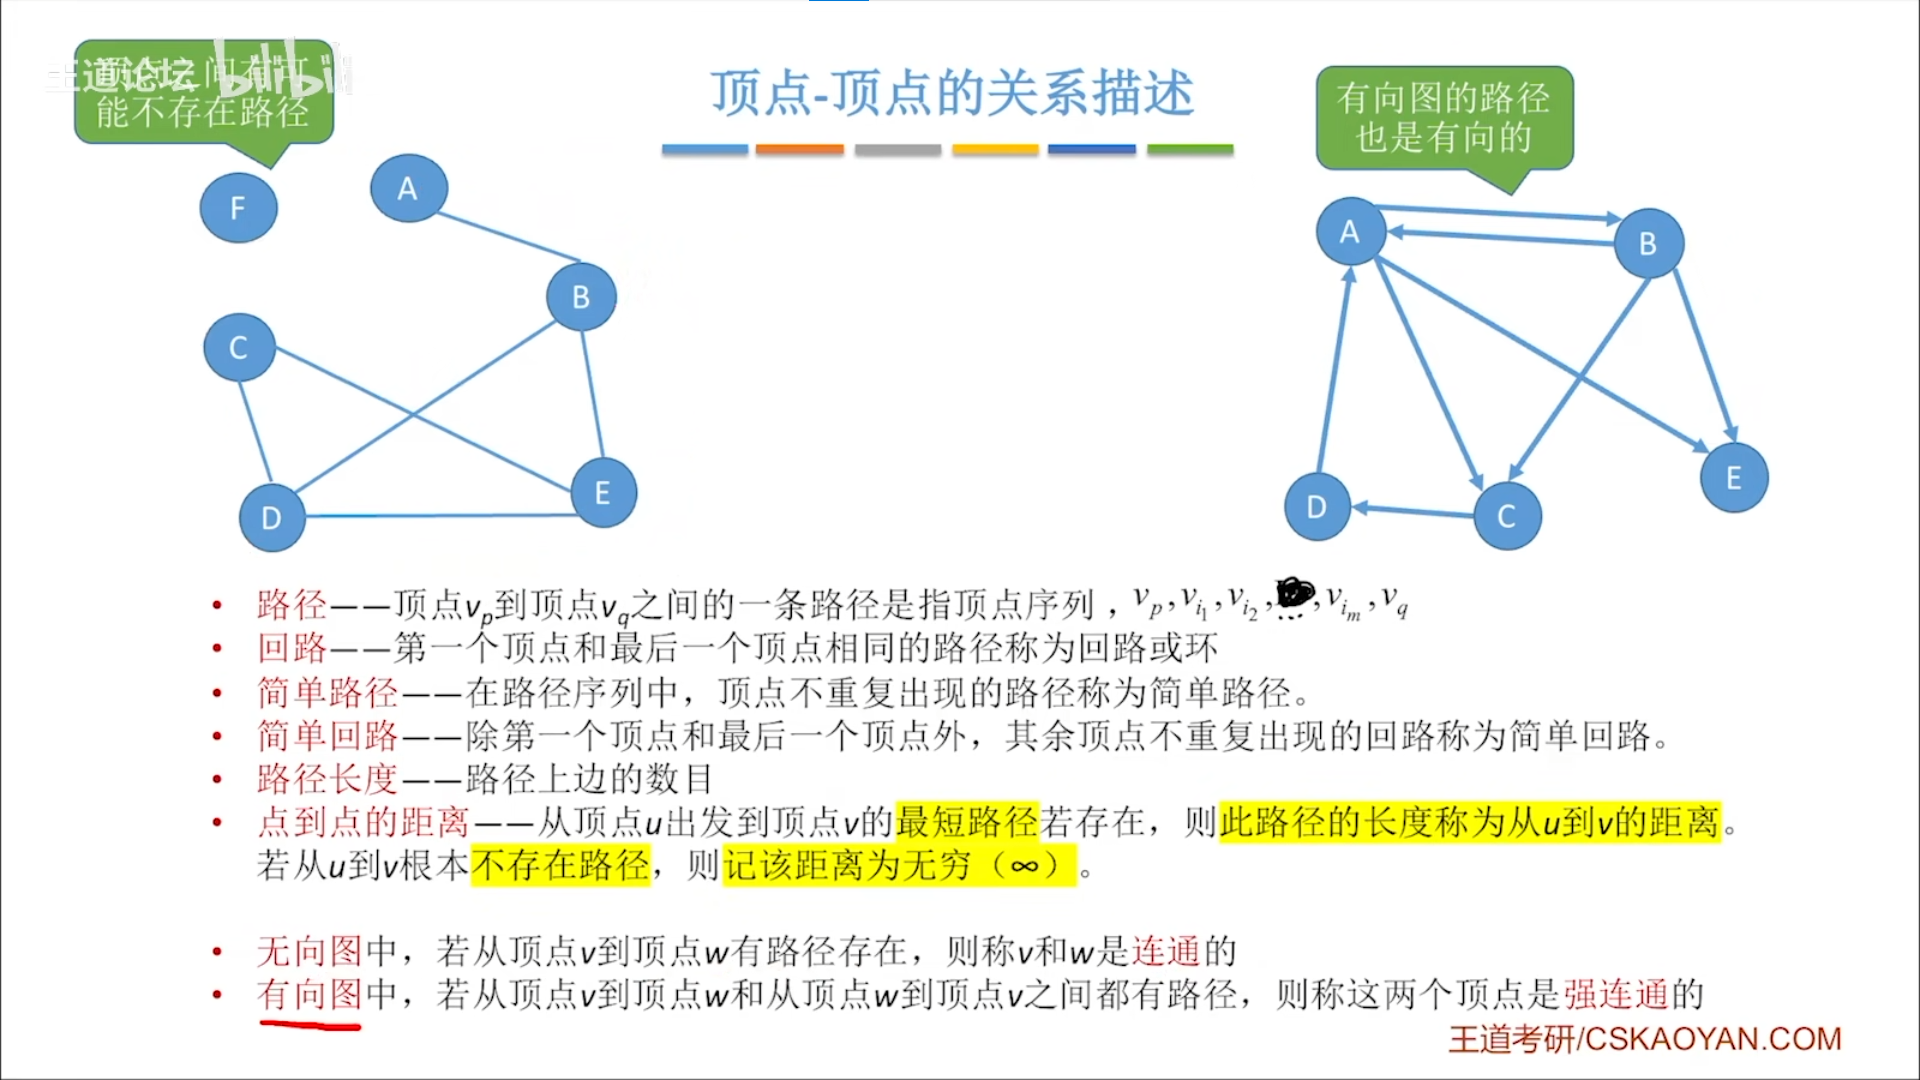 王道论坛 bilibili
顶点之间有可
能不存在路径
顶点-顶点的关系描述
有向图的路径
也是有向的
F
A
B
C
D
E
A
B
D
C
E
• 路径——顶点vp到顶点vq之间的一条路径是指顶点序列，vp,vi1,vi2,,vim,vq
• 回路——第一个顶点和最后一个顶点相同的路径称为回路或环
• 简单路径——在路径序列中，顶点不重复出现的路径称为简单路径。
• 简单回路——除第一个顶点和最后一个顶点外，其余顶点不重复出现的回路称为简单回路。
• 路径长度——路径上边的数目
• 点到点的距离——从顶点u出发到顶点v的最短路径若存在，则此路径的长度称为从u到v的距离。
若从u到v根本不存在路径，则记该距离为无穷（∞）。
• 无向图中，若从顶点v到顶点w有路径存在，则称v和w是连通的
• 有向图中，若从顶点v到顶点w和从顶点w到顶点v之间都有路径，则称这两个顶点是强连通的
王道考研/CSKAOYAN.COM